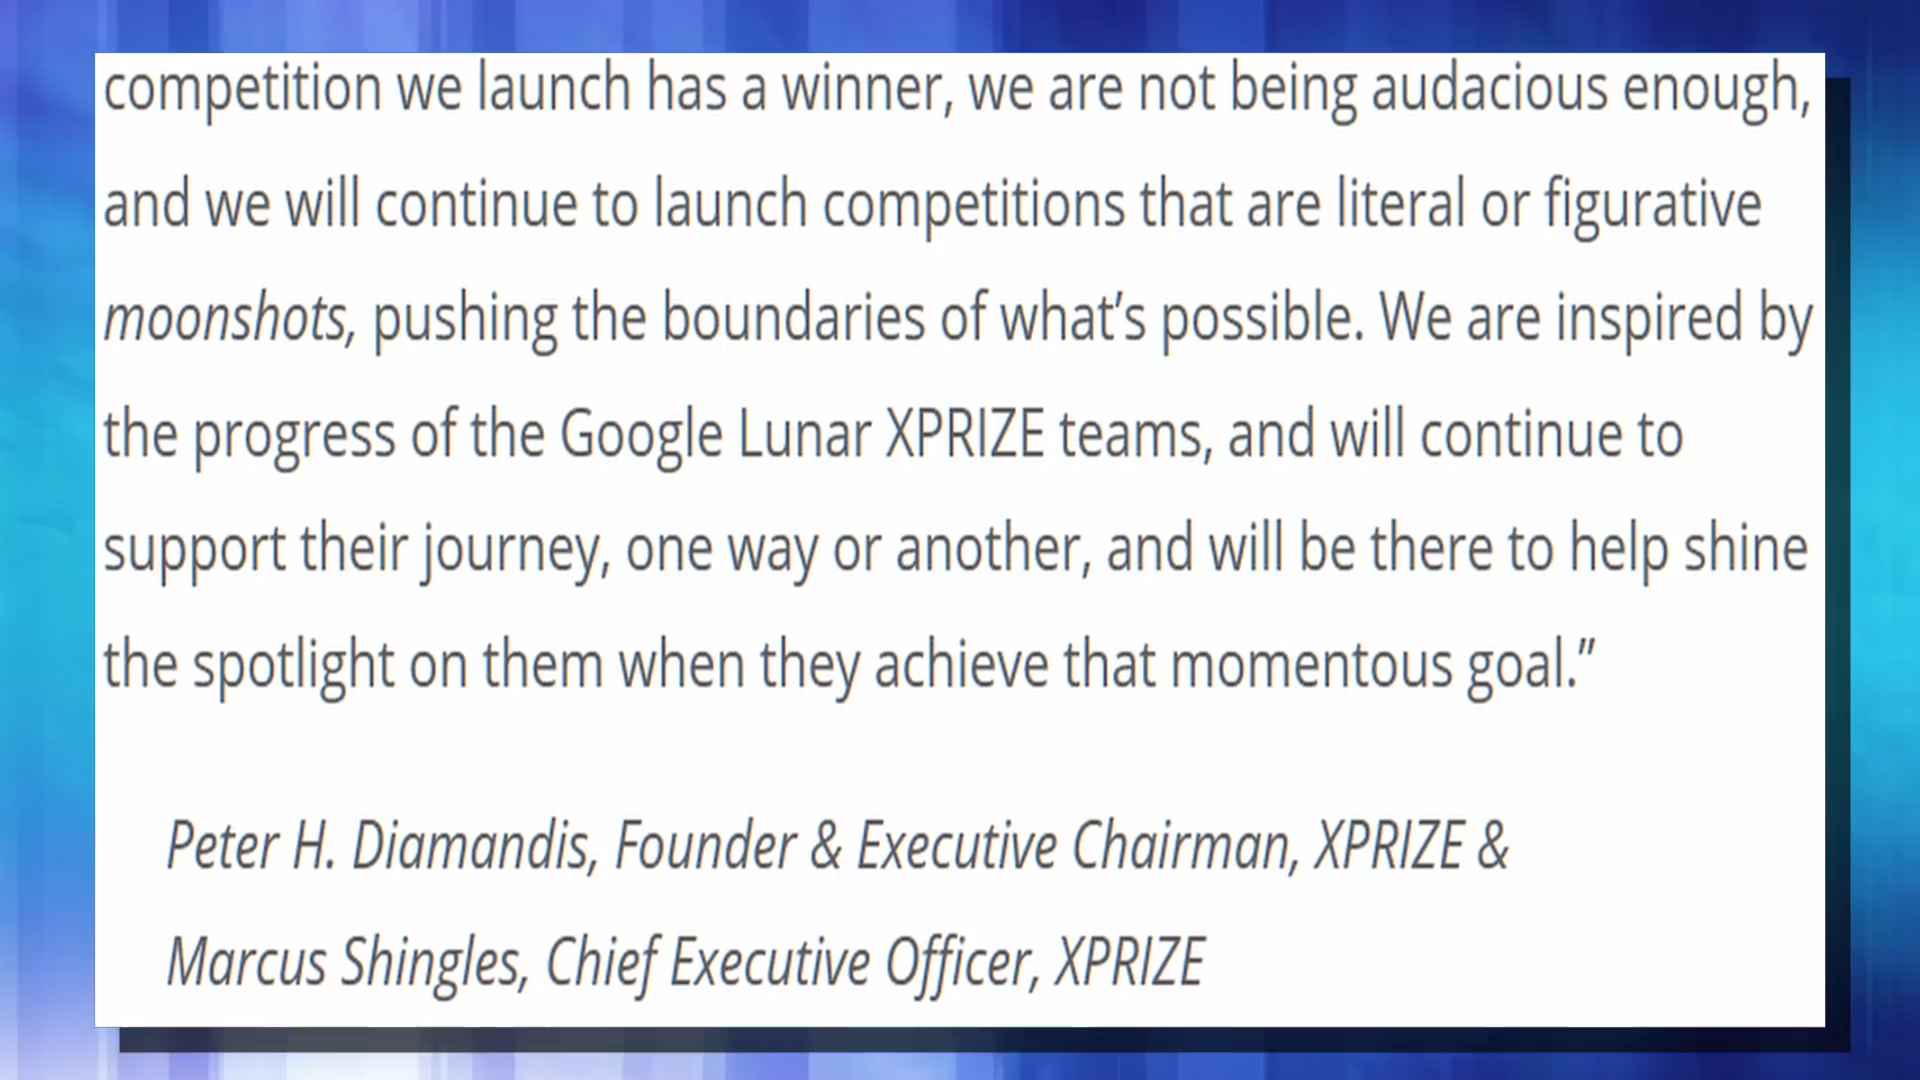 competition we launch has a winner, we are not being audacious enough,
and we will continue to launch competitions that are literal or figurative
moonshots, pushing the boundaries of what’s possible. We are inspired by
the progress of the Google Lunar XPRIZE teams, and will continue to
support their journey, one way or another, and will be there to help shine
the spotlight on them when they achieve that momentous goal.”
Peter H. Diamandis, Founder & Executive Chairman, XPRIZE &
Marcus Shingles, Chief Executive Officer, XPRIZE